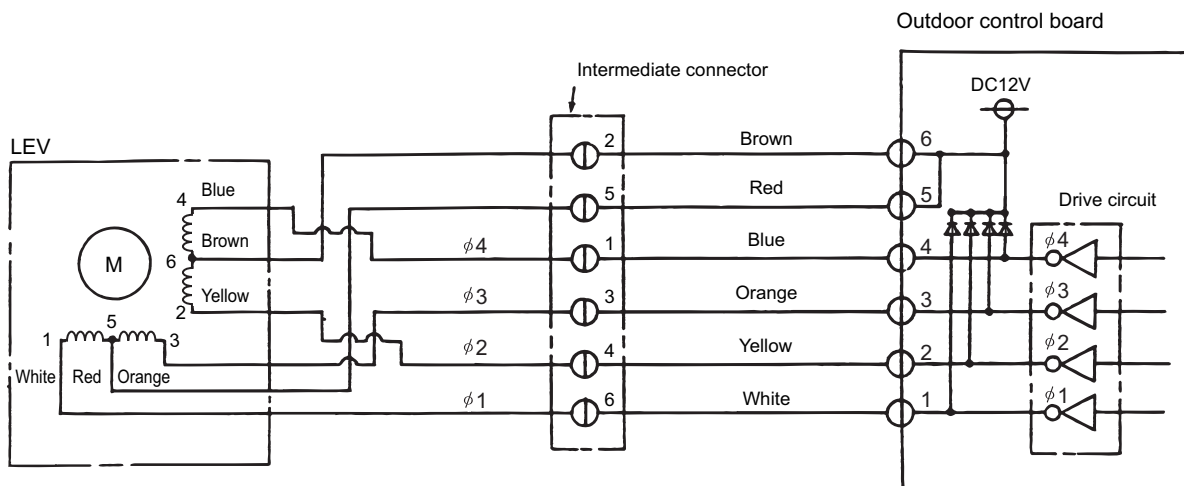 Outdoor control board
Intermediate connector
DC12V
LEV
2 Brown 6
4 Blue
5 Red 5
Drive circuit
6 Brown
ϕ4 1 Blue 4 ϕ4
M
2 Yellow
ϕ3 3 Orange 3 ϕ3
1 5 3
ϕ2 4 Yellow 2 ϕ2
White Red Orange
ϕ1 6 White 1 ϕ1